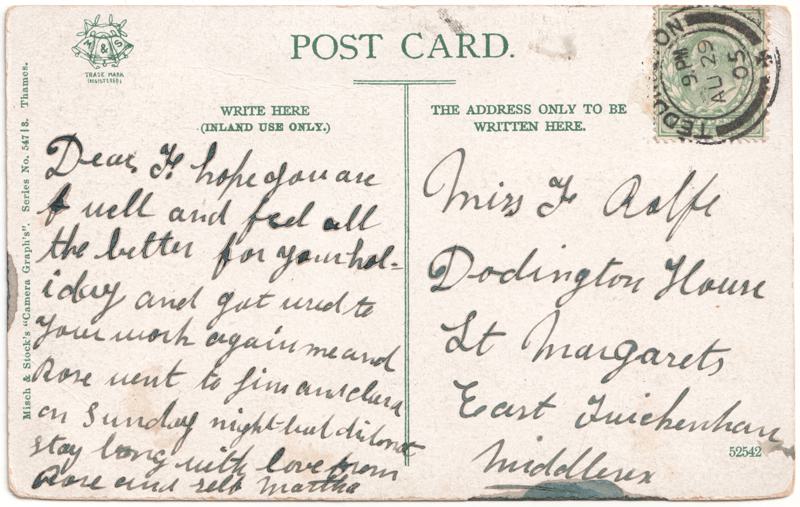 M & S
TRADE MARK
(REGISTERED)
POST CARD.
TEDDINGTON
9 PM
AU 29
05
WRITE HERE
(INLAND USE ONLY.)
THE ADDRESS ONLY TO BE
WRITTEN HERE.
Misch & Stock's "Camera Graph's". Series No. 54713. Thames.
Dear F hope you are
well and feel all
the better for your hol-
iday and got used to
your work again me and
Rose went to Jim and Clara
on Sunday night but did not
stay long with love from
Rose and self Martha
Miss F Rolfe
Dodington House
St Margarets
East Twickenham
Middlesex
52542